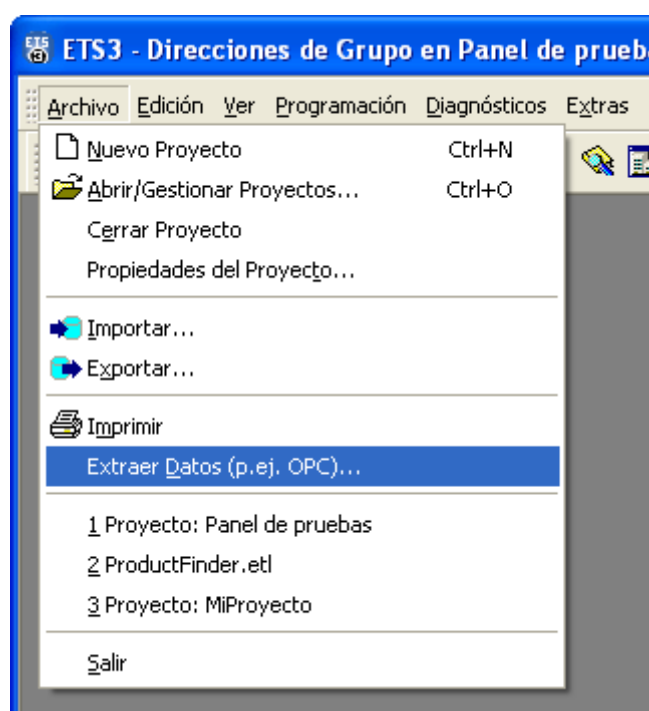 ETS3 - Direcciones de Grupo en Panel de prueb
Archivo Edición Ver Programación Diagnósticos Extras
Nuevo Proyecto Ctrl+N
Abrir/Gestionar Proyectos... Ctrl+O
Cerrar Proyecto
Propiedades del Proyecto...
Importar...
Exportar...
Imprimir
Extraer Datos (p.ej. OPC)...
1 Proyecto: Panel de pruebas
2 ProductFinder.etl
3 Proyecto: MiProyecto
Salir